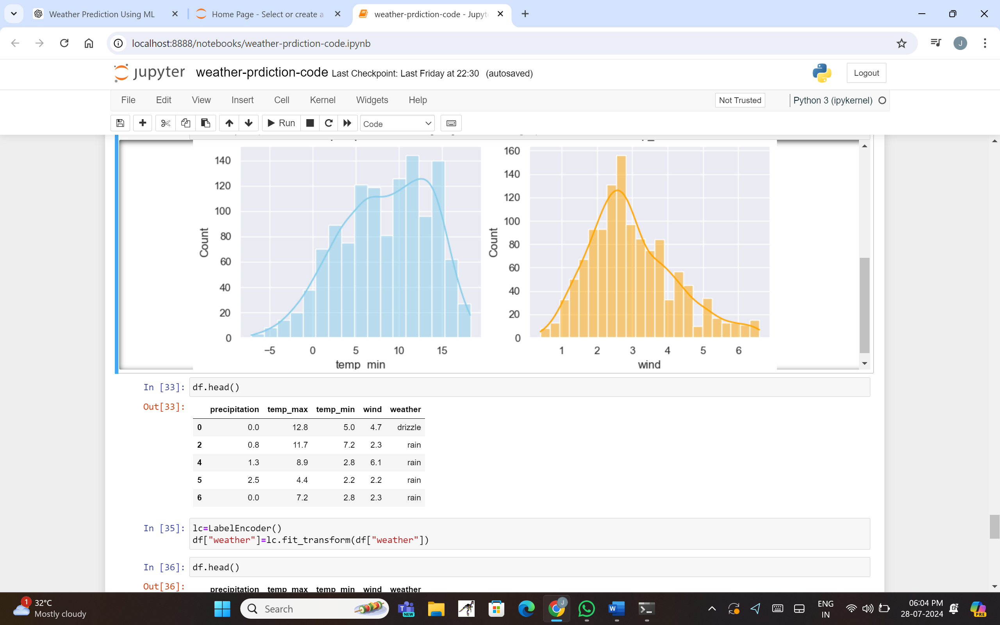 Weather Prediction Using ML
Home Page - Select or create a
weather-prdiction-code - Jupyte
localhost:8888/notebooks/weather-prdiction-code.ipynb
J
jupyter weather-prdiction-code Last Checkpoint: Last Friday at 22:30 (autosaved)
Logout
File Edit View Insert Cell Kernel Widgets Help
Not Trusted
Python 3 (ipykernel)
Run
Code
140
120
100
80
60
40
20
0
Count
−5 0 5 10 15
temp_min
160
140
120
100
80
60
40
20
0
Count
1 2 3 4 5 6
wind
In [33]: df.head()
Out[33]:
precipitation temp_max temp_min wind weather
0 0.0 12.8 5.0 4.7 drizzle
2 0.8 11.7 7.2 2.3 rain
4 1.3 8.9 2.8 6.1 rain
5 2.5 4.4 2.2 2.2 rain
6 0.0 7.2 2.8 2.3 rain
In [35]: lc=LabelEncoder()
df["weather"]=lc.fit_transform(df["weather"])
In [36]: df.head()
Out[36]:
precipitation temp_max temp_min wind weather
1
32°C
Mostly cloudy
Search
T
NEW
J
W
ENG
IN
06:04 PM
28-07-2024
PRE